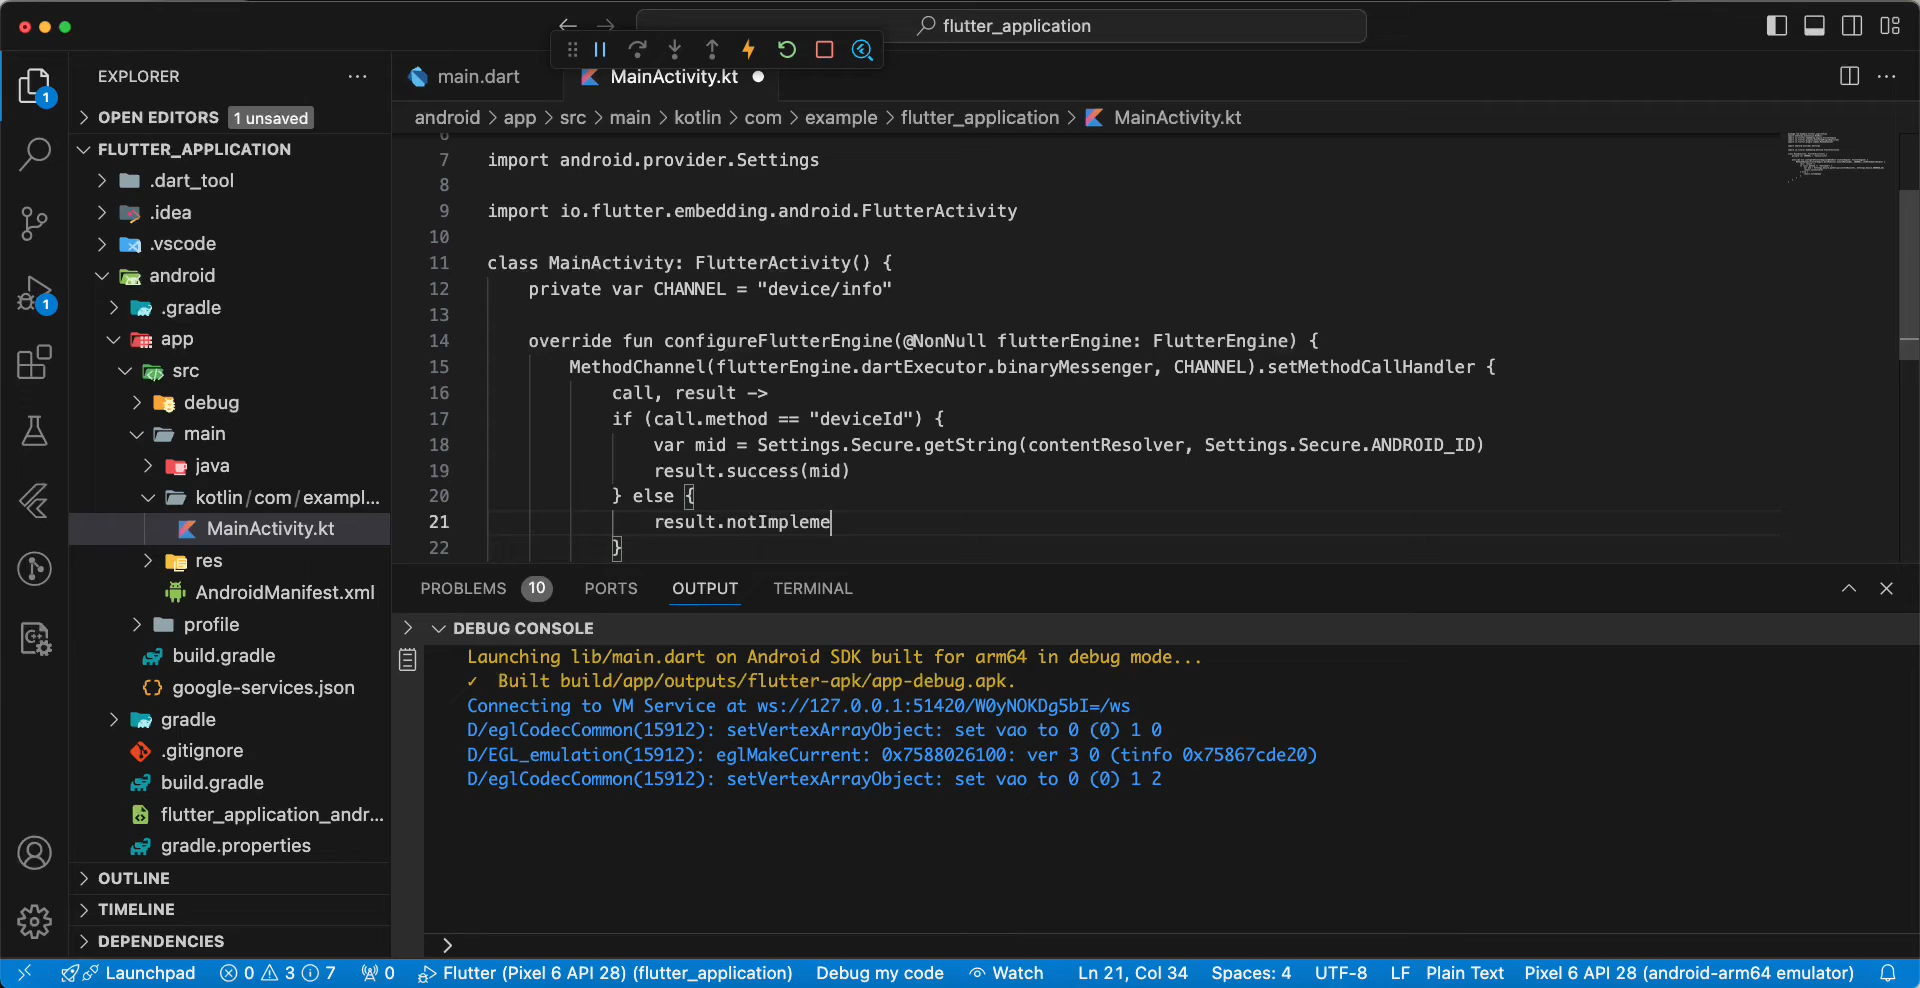 flutter_application
EXPLORER
main.dart
MainActivity.kt
1
OPEN EDITORS
1 unsaved
android > app > src > main > kotlin > com > example > flutter_application > MainActivity.kt
FLUTTER_APPLICATION
.dart_tool
.idea
.vscode
android
.gradle
1
app
src
debug
main
java
kotlin/com/exampl...
MainActivity.kt
res
AndroidManifest.xml
profile
build.gradle
google-services.json
gradle
.gitignore
build.gradle
flutter_application_andr...
gradle.properties
OUTLINE
TIMELINE
DEPENDENCIES
6
7 import android.provider.Settings
8
9 import io.flutter.embedding.android.FlutterActivity
10
11 class MainActivity: FlutterActivity() {
12 private var CHANNEL = "device/info"
13
14 override fun configureFlutterEngine(@NonNull flutterEngine: FlutterEngine) {
15 MethodChannel(flutterEngine.dartExecutor.binaryMessenger, CHANNEL).setMethodCallHandler {
16 call, result ->
17 if (call.method == "deviceId") {
18 var mid = Settings.Secure.getString(contentResolver, Settings.Secure.ANDROID_ID)
19 result.success(mid)
20 } else {
21 result.notImpleme
22 }
PROBLEMS 10 PORTS OUTPUT TERMINAL
DEBUG CONSOLE
Launching lib/main.dart on Android SDK built for arm64 in debug mode...
✓ Built build/app/outputs/flutter-apk/app-debug.apk.
Connecting to VM Service at ws://127.0.0.1:51420/W0yNOKDg5bI=/ws
D/eglCodecCommon(15912): setVertexArrayObject: set vao to 0 (0) 1 0
D/EGL_emulation(15912): eglMakeCurrent: 0x7588026100: ver 3 0 (tinfo 0x75867cde20)
D/eglCodecCommon(15912): setVertexArrayObject: set vao to 0 (0) 1 2
Launchpad 0 3 7 0 Flutter (Pixel 6 API 28) (flutter_application) Debug my code Watch Ln 21, Col 34 Spaces: 4 UTF-8 LF Plain Text Pixel 6 API 28 (android-arm64 emulator)